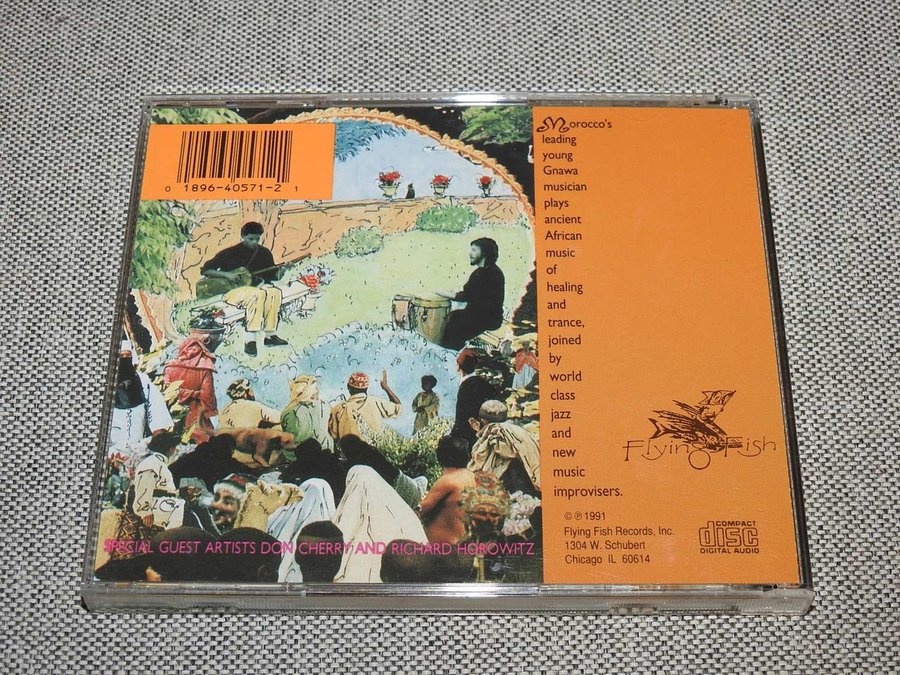 0 1896-40571-2 1
SPECIAL GUEST ARTISTS DON CHERRY AND RICHARD HOROWITZ
Morocco's
leading
young
Gnawa
musician
plays
ancient
African
music
of
healing
and
trance,
joined
by
world
class
jazz
and
new
music
improvisers.
Flying Fish
© ℗ 1991
Flying Fish Records, Inc.
1304 W. Schubert
Chicago IL 60614
COMPACT
disc
DIGITAL AUDIO